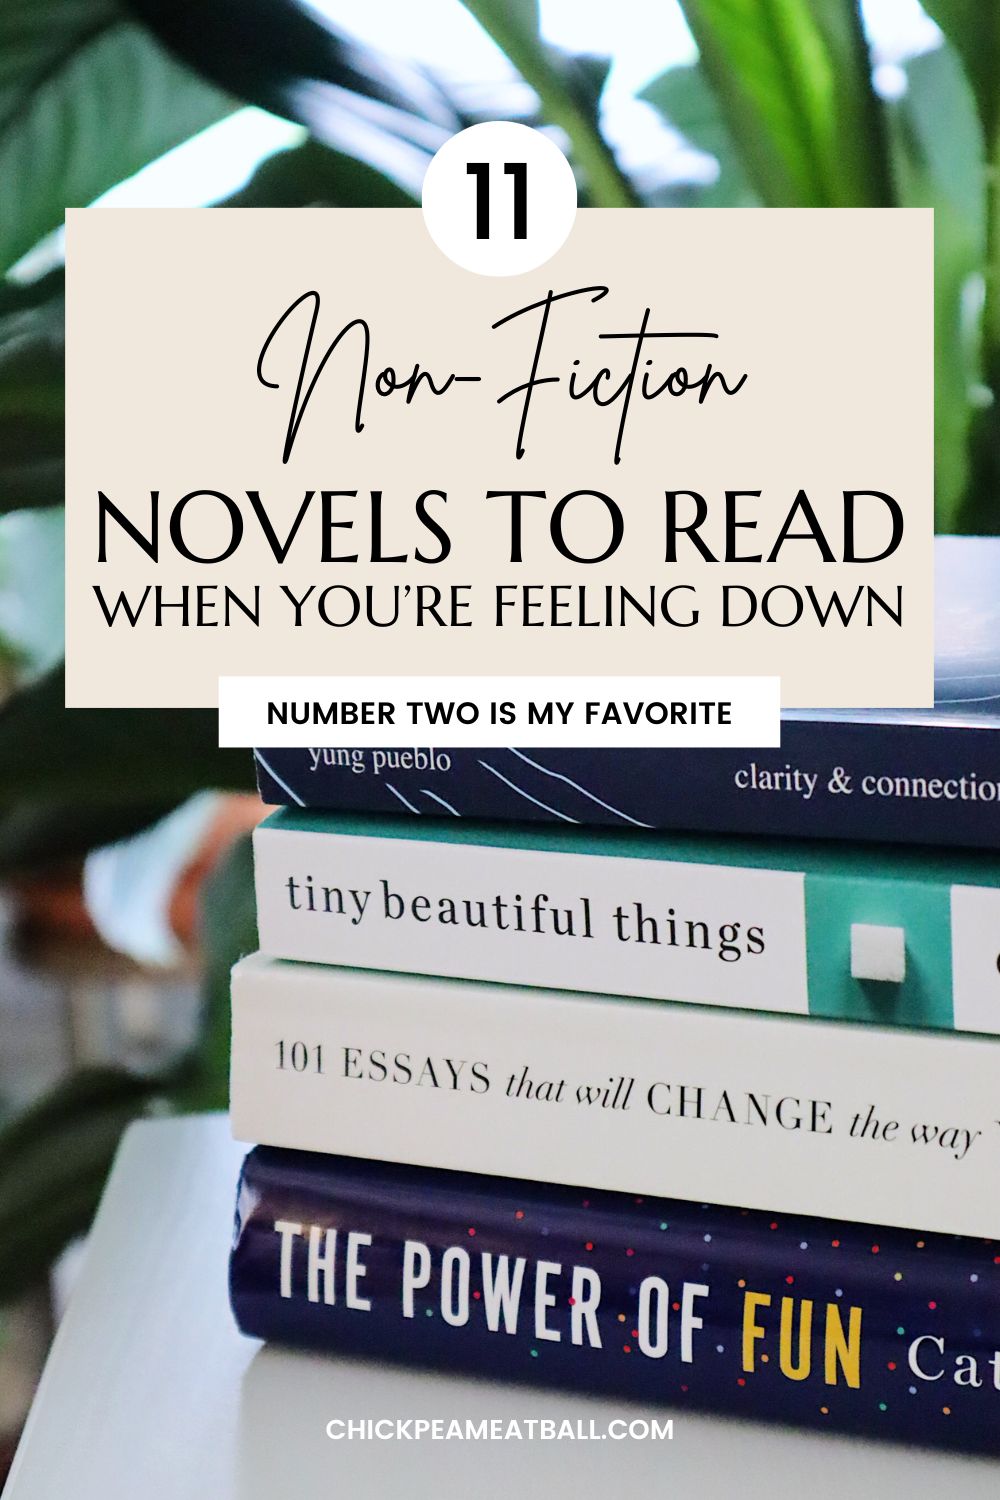 11
Non-Fiction
NOVELS TO READ
WHEN YOU'RE FEELING DOWN
NUMBER TWO IS MY FAVORITE
yung pueblo clarity & connection
tiny beautiful things
101 ESSAYS that will CHANGE the way
THE POWER OF FUN Cat
CHICKPEAMEATBALL.COM